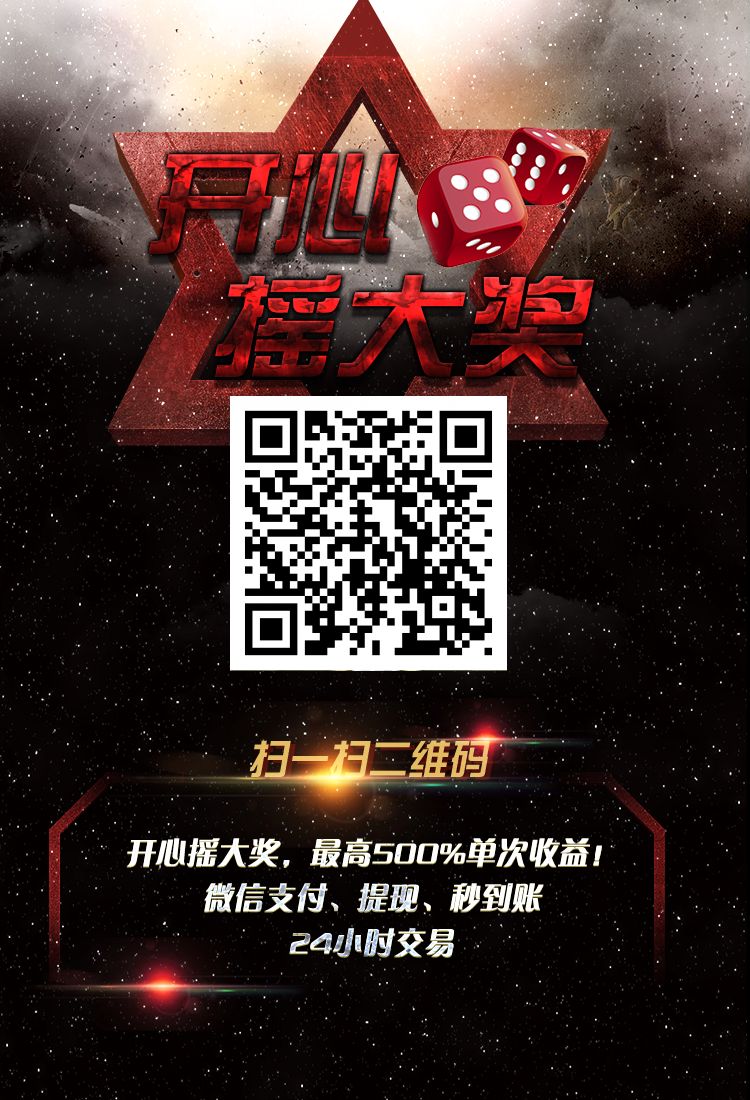 开心
摇大奖
扫一扫二维码
开心摇大奖，最高500%单次收益！
微信支付、提现、秒到账
24小时交易